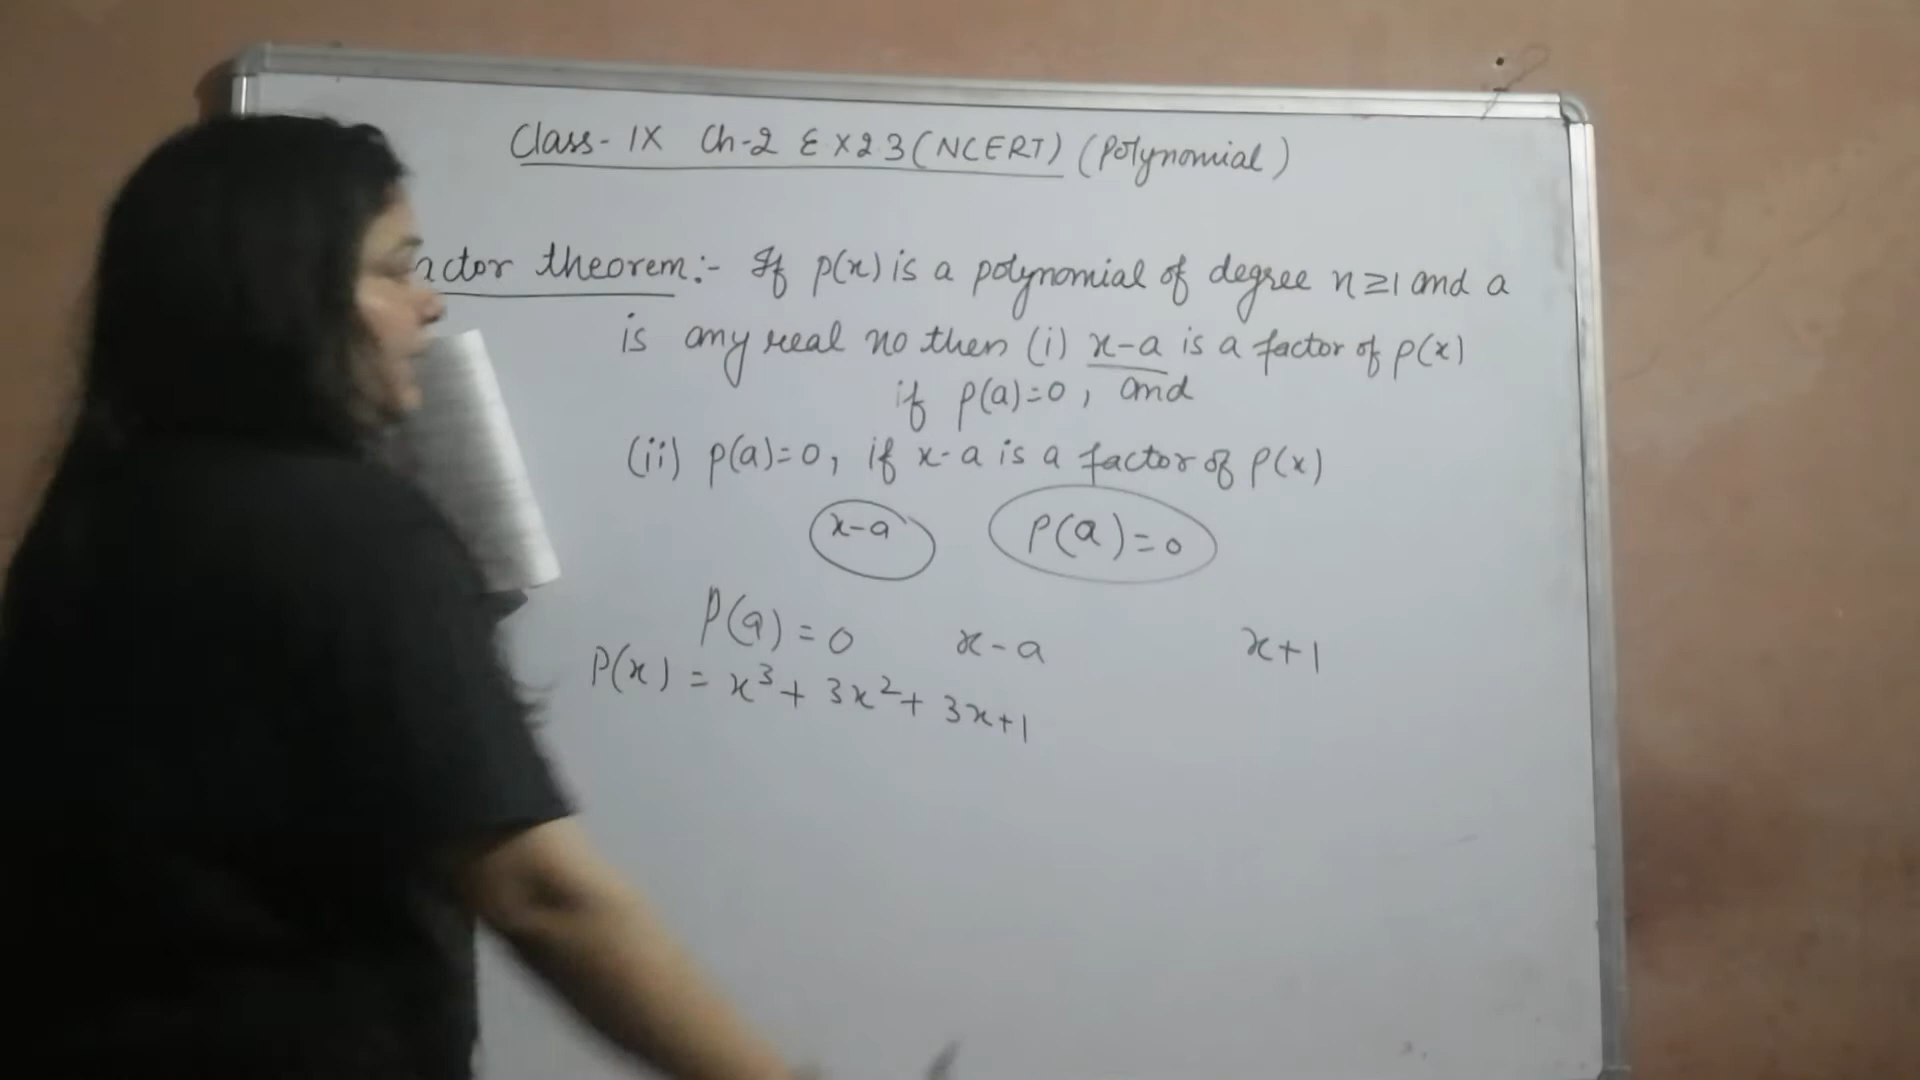 Class- IX Ch-2 EX 2.3 (NCERT) (Polynomial)
actor theorem:- If p(x) is a polynomial of degree n≥1 and a
is any real no then (i) x-a is a factor of p(x)
if p(a)=0, and
(ii) p(a)=0, if x-a is a factor of p(x)
x-a p(a)=0
P(a)=0 x-a x+1
P(x) = x³+3x²+3x+1